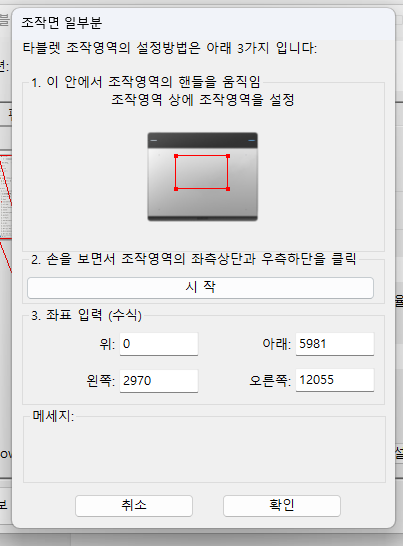 조작면 일부분
타블렛 조작영역의 설정방법은 아래 3가지 입니다:
1. 이 안에서 조작영역의 핸들을 움직임
조작영역 상에 조작영역을 설정
2. 손을 보면서 조작영역의 좌측상단과 우측하단을 클릭
시 작
3. 좌표 입력 (수식)
위: 0 아래: 5981
왼쪽: 2970 오른쪽: 12055
메세지:
취소 확인